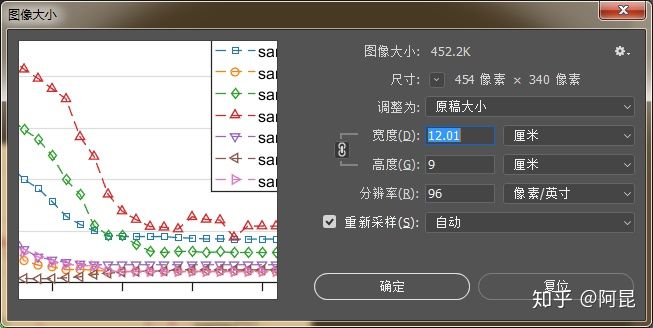 图像大小
图像大小: 452.2K
尺寸: 454 像素 × 340 像素
调整为: 原稿大小
宽度(D): 12.01 厘米
高度(G): 9 厘米
分辨率(R): 96 像素/英寸
重新采样(S): 自动
确定 复位
sar
sa
sa
sa
sa
sa
sa
知乎 @阿昆